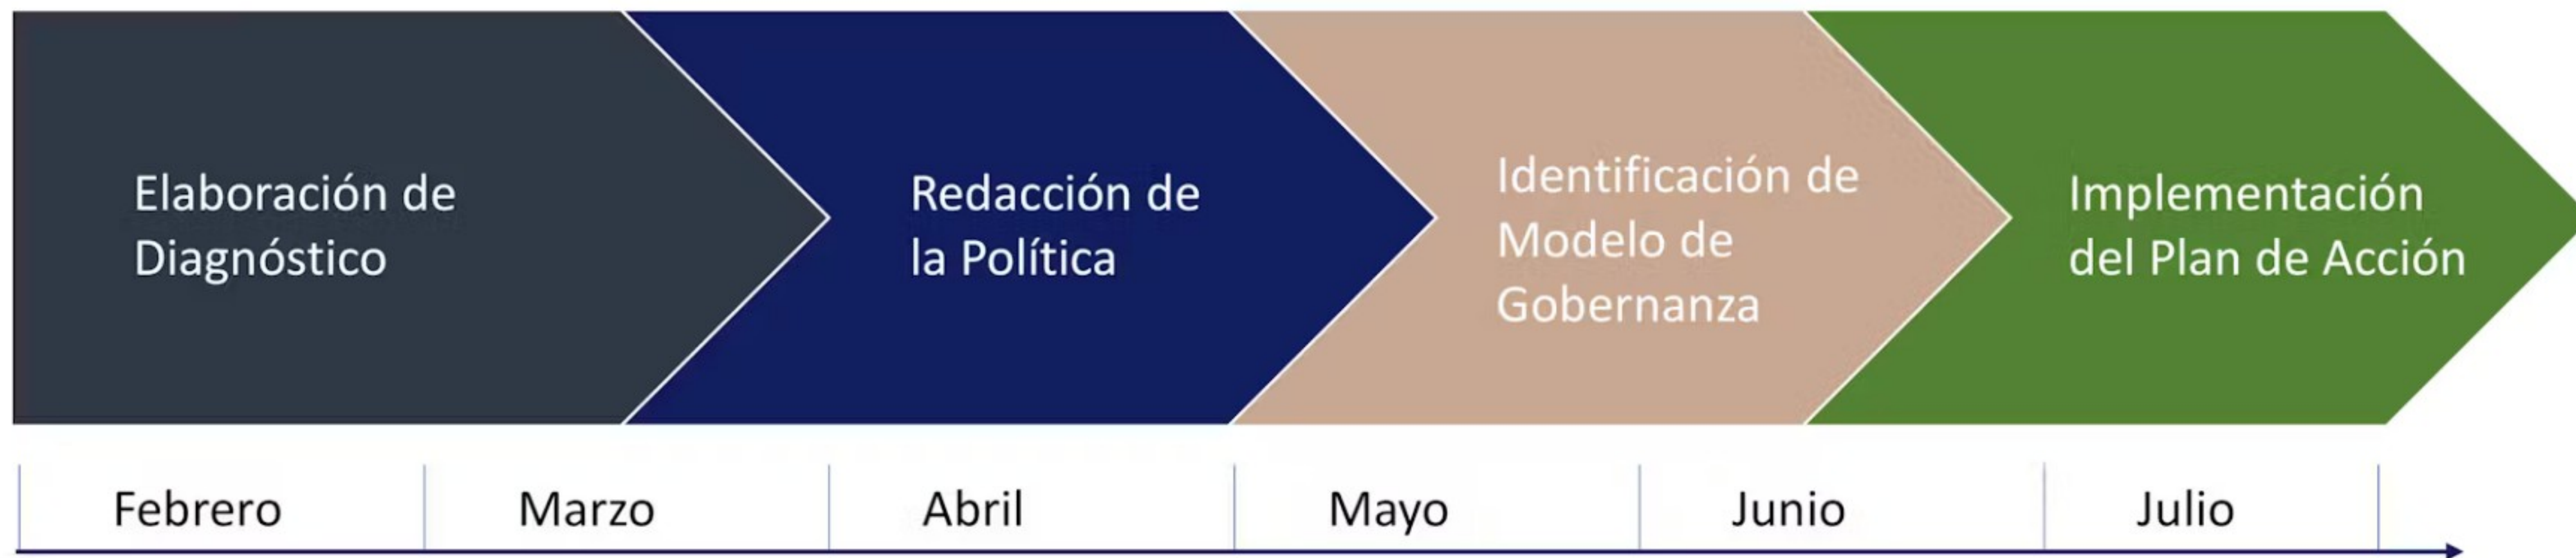 Elaboración de
Diagnóstico
Redacción de
la Política
Identificación de
Modelo de
Gobernanza
Implementación
del Plan de Acción
Febrero
Marzo
Abril
Mayo
Junio
Julio